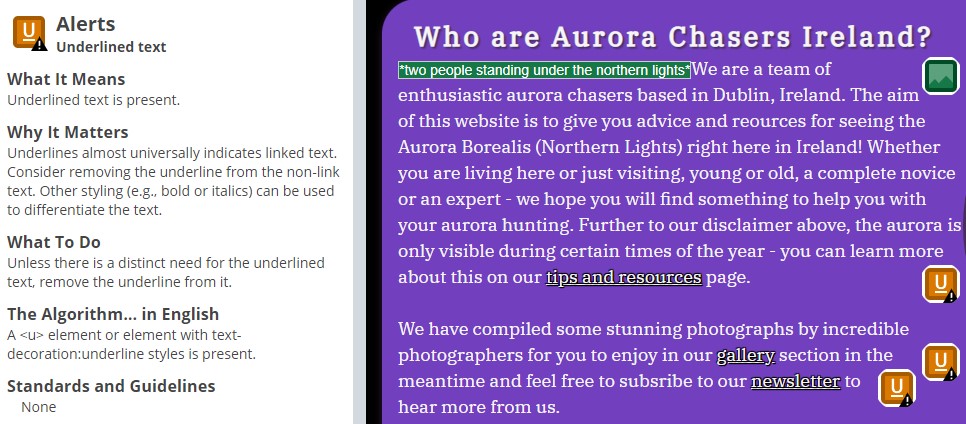 Alerts
Underlined text
What It Means
Underlined text is present.
Why It Matters
Underlines almost universally indicates linked text.
Consider removing the underline from the non-link
text. Other styling (e.g., bold or italics) can be used
to differentiate the text.
What To Do
Unless there is a distinct need for the underlined
text, remove the underline from it.
The Algorithm... in English
A <u> element or element with text-
decoration:underline styles is present.
Standards and Guidelines
None
Who are Aurora Chasers Ireland?
*two people standing under the northern lights*We are a team of
enthusiastic aurora chasers based in Dublin, Ireland. The aim
of this website is to give you advice and resources for seeing the
Aurora Borealis (Northern Lights) right here in Ireland! Whether
you are living here or just visiting, young or old, a complete novice
or an expert - we hope you will find something to help you with
your aurora hunting. Further to our disclaimer above, the aurora is
only visible during certain times of the year - you can learn more
about this on our tips and resources page.
We have compiled some stunning photographs by incredible
photographers for you to enjoy in our gallery section in the
meantime and feel free to subsribe to our newsletter to
hear more from us.